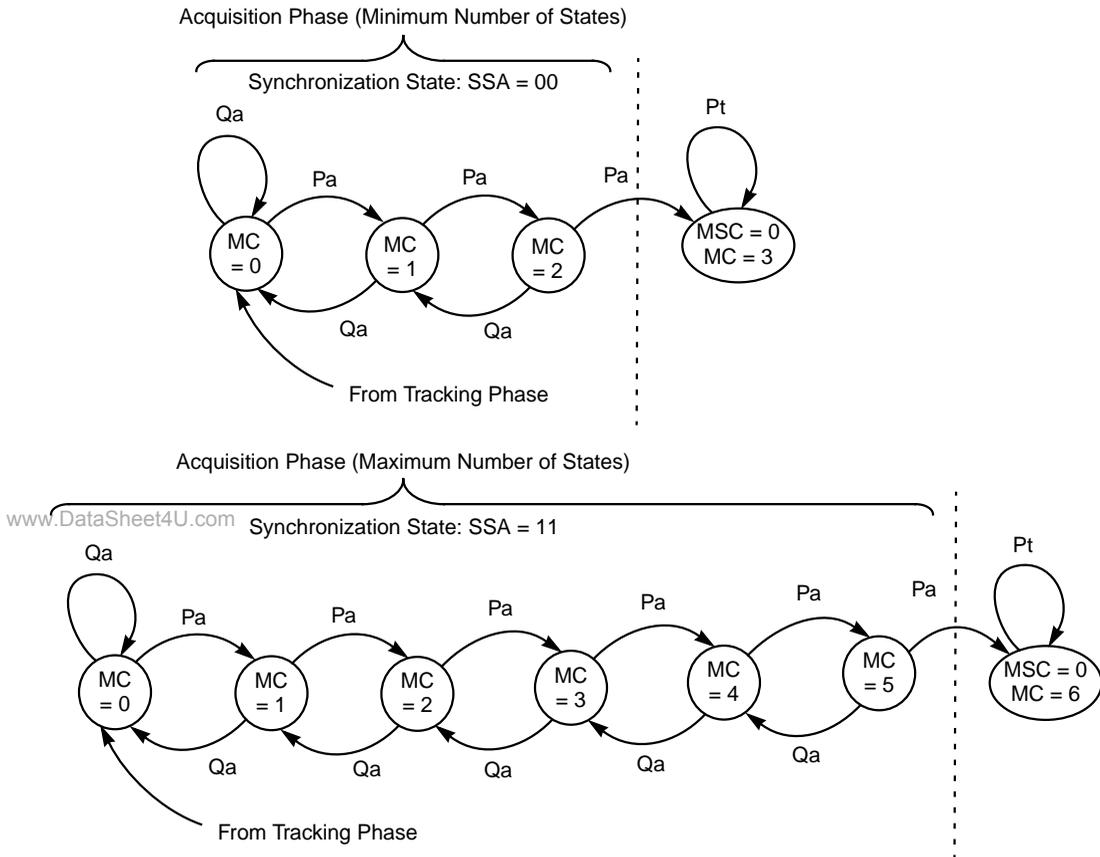 Acquisition Phase (Minimum Number of States)
Synchronization State: SSA = 00
Qa
Pt
Pa
Pa
Pa
MC
= 0
MC
= 1
MC
= 2
MSC = 0
MC = 3
Qa
Qa
From Tracking Phase
Acquisition Phase (Maximum Number of States)
www.DataSheet4U.com
Synchronization State: SSA = 11
Qa
Pt
Pa
Pa
Pa
Pa
Pa
Pa
MC
= 0
MC
= 1
MC
= 2
MC
= 3
MC
= 4
MC
= 5
MSC = 0
MC = 6
Qa
Qa
Qa
Qa
Qa
From Tracking Phase